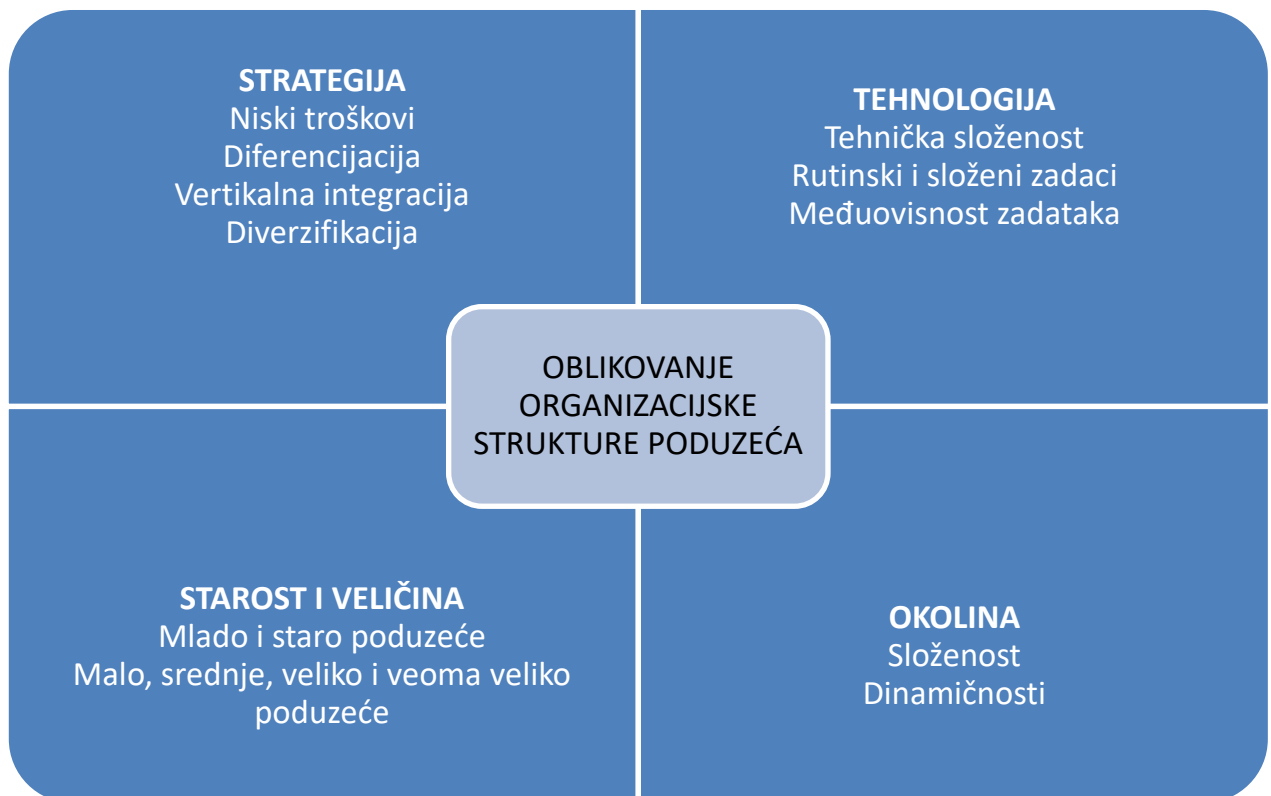 STRATEGIJA
Niski troškovi
Diferencijacija
Vertikalna integracija
Diverzifikacija
TEHNOLOGIJA
Tehnička složenost
Rutinski i složeni zadaci
Međuovisnost zadataka
OBLIKOVANJE
ORGANIZACIJSKE
STRUKTURE PODUZEĆA
STAROST I VELIČINA
Mlado i staro poduzeće
Malo, srednje, veliko i veoma veliko
poduzeće
OKOLINA
Složenost
Dinamičnosti